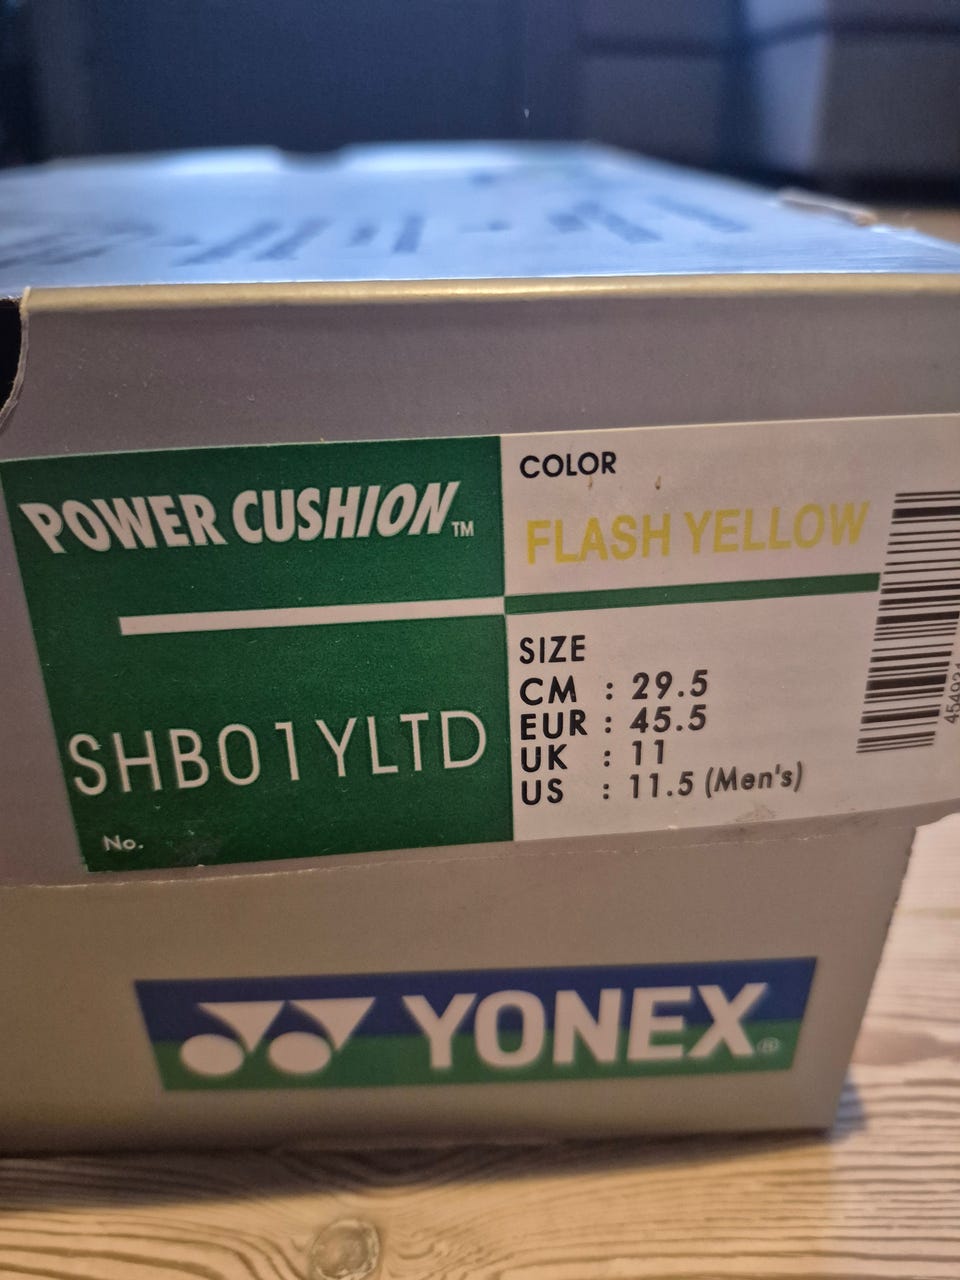 POWER CUSHION™
SHB01YLTD
No.
COLOR
FLASH YELLOW
SIZE
CM : 29.5
EUR : 45.5
UK : 11
US : 11.5 (Men's)
YONEX®